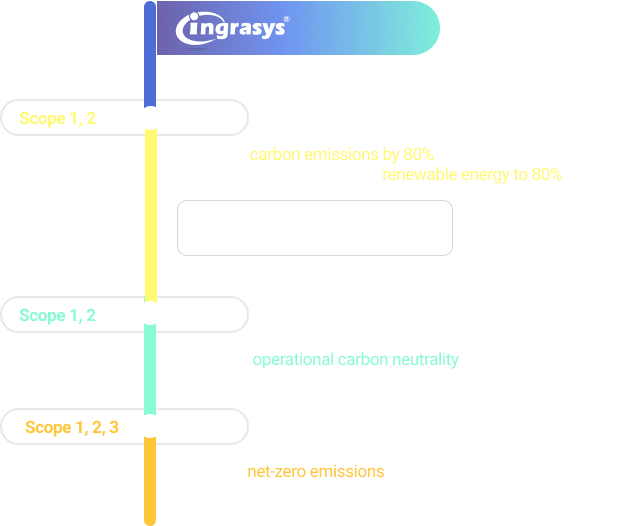 ingrasys®
Scope 1, 2
carbon emissions by 80%
renewable energy to 80%
Scope 1, 2
operational carbon neutrality
Scope 1, 2, 3
net-zero emissions